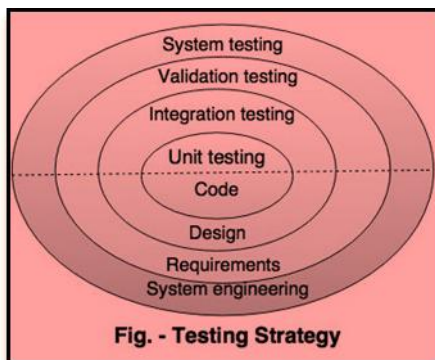 System testing
Validation testing
Integration testing
Unit testing
Code
Design
Requirements
System engineering
Fig. - Testing Strategy